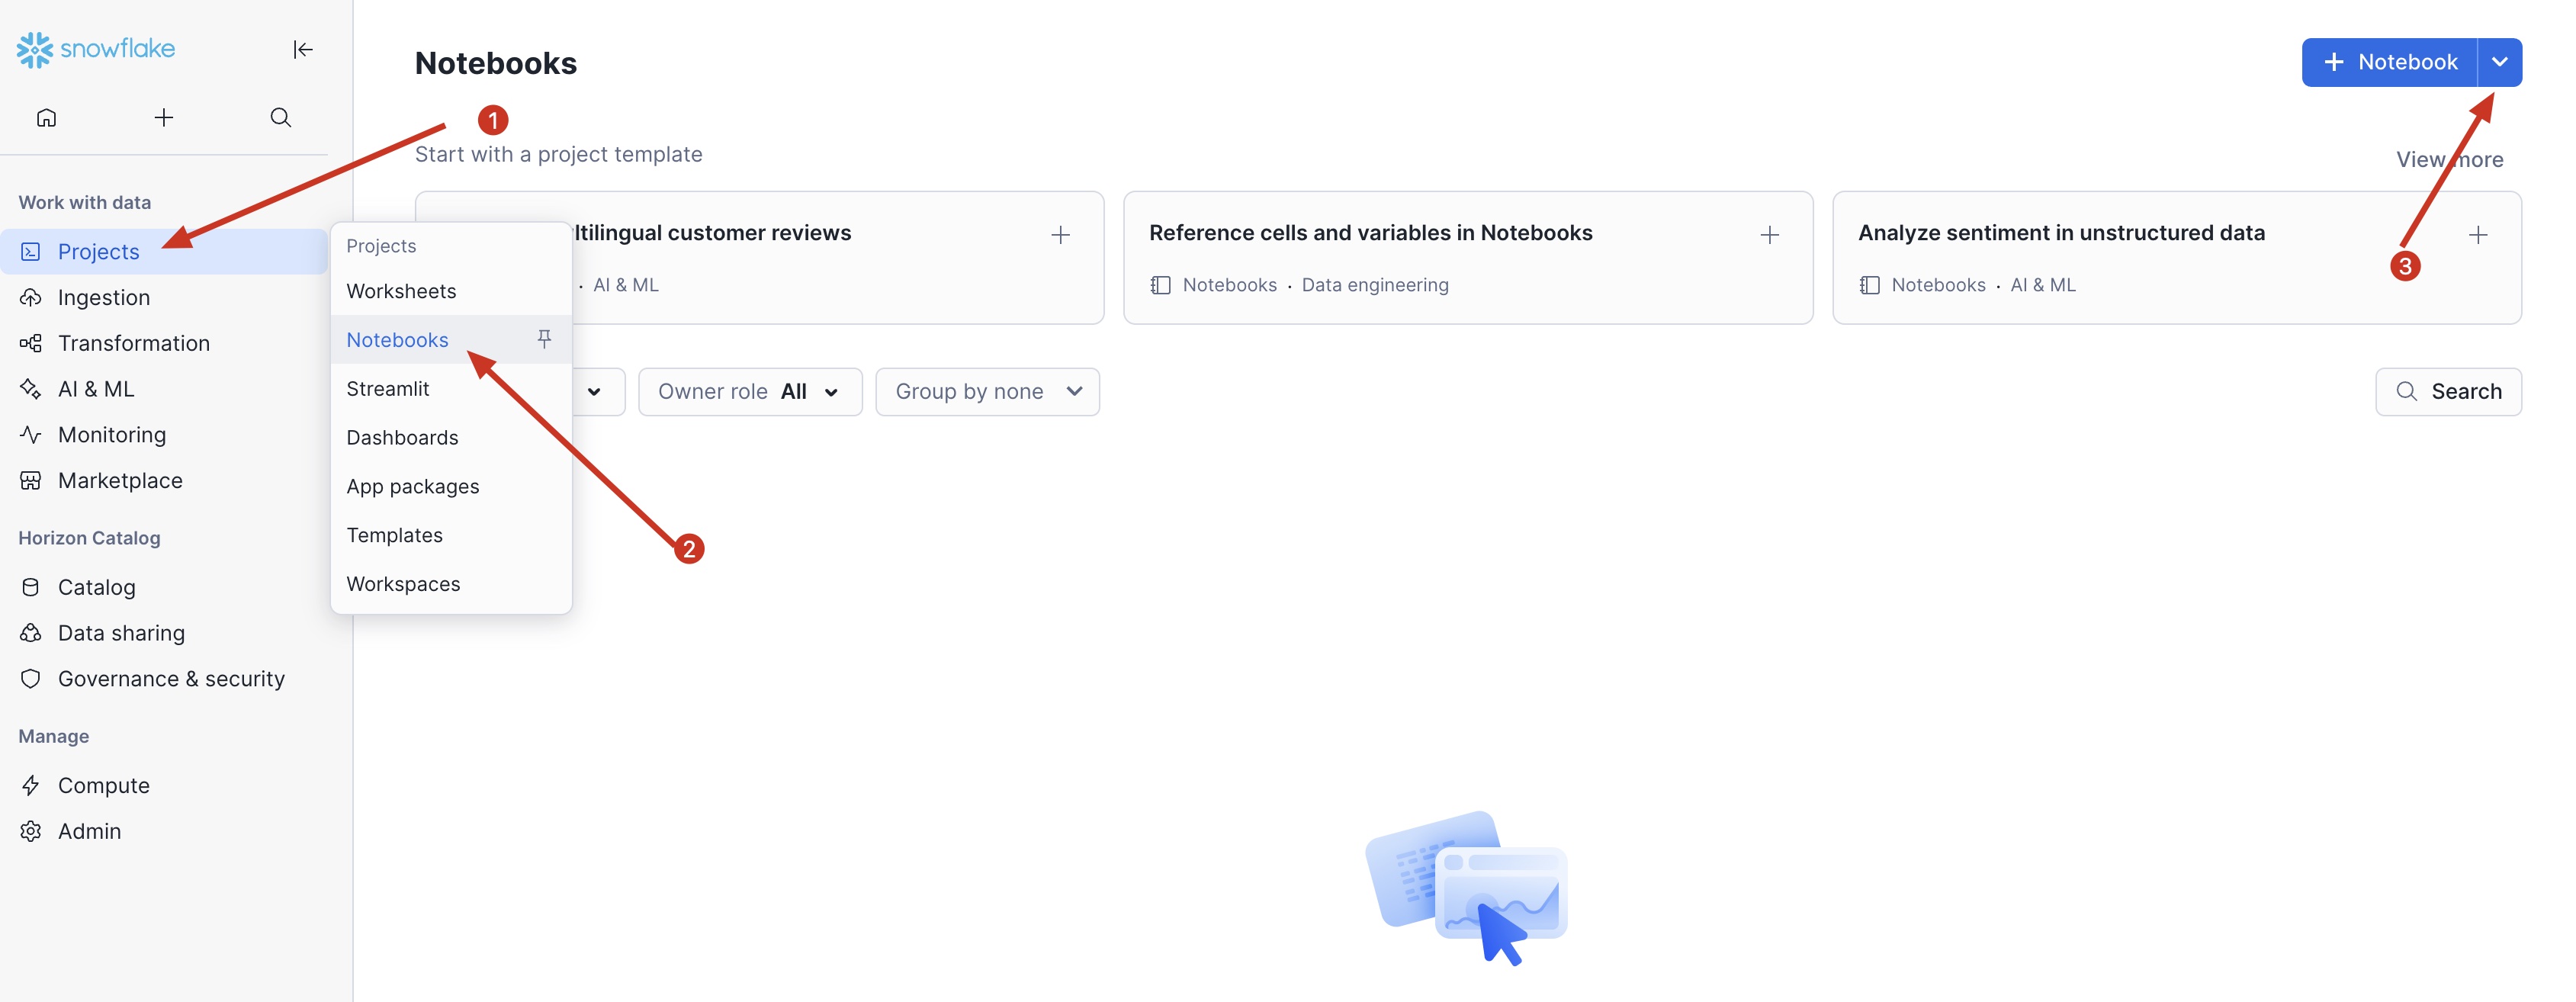 snowflake
Work with data
Projects
Ingestion
Transformation
AI & ML
Monitoring
Marketplace
Horizon Catalog
Catalog
Data sharing
Governance & security
Manage
Compute
Admin
Projects
Worksheets
Notebooks
Streamlit
Dashboards
App packages
Templates
Workspaces
Notebooks
+ Notebook
1
Start with a project template
View more
ltilingual customer reviews
· AI & ML
Reference cells and variables in Notebooks
Notebooks · Data engineering
Analyze sentiment in unstructured data
Notebooks · AI & ML
3
Owner role All
Group by none
Search
2